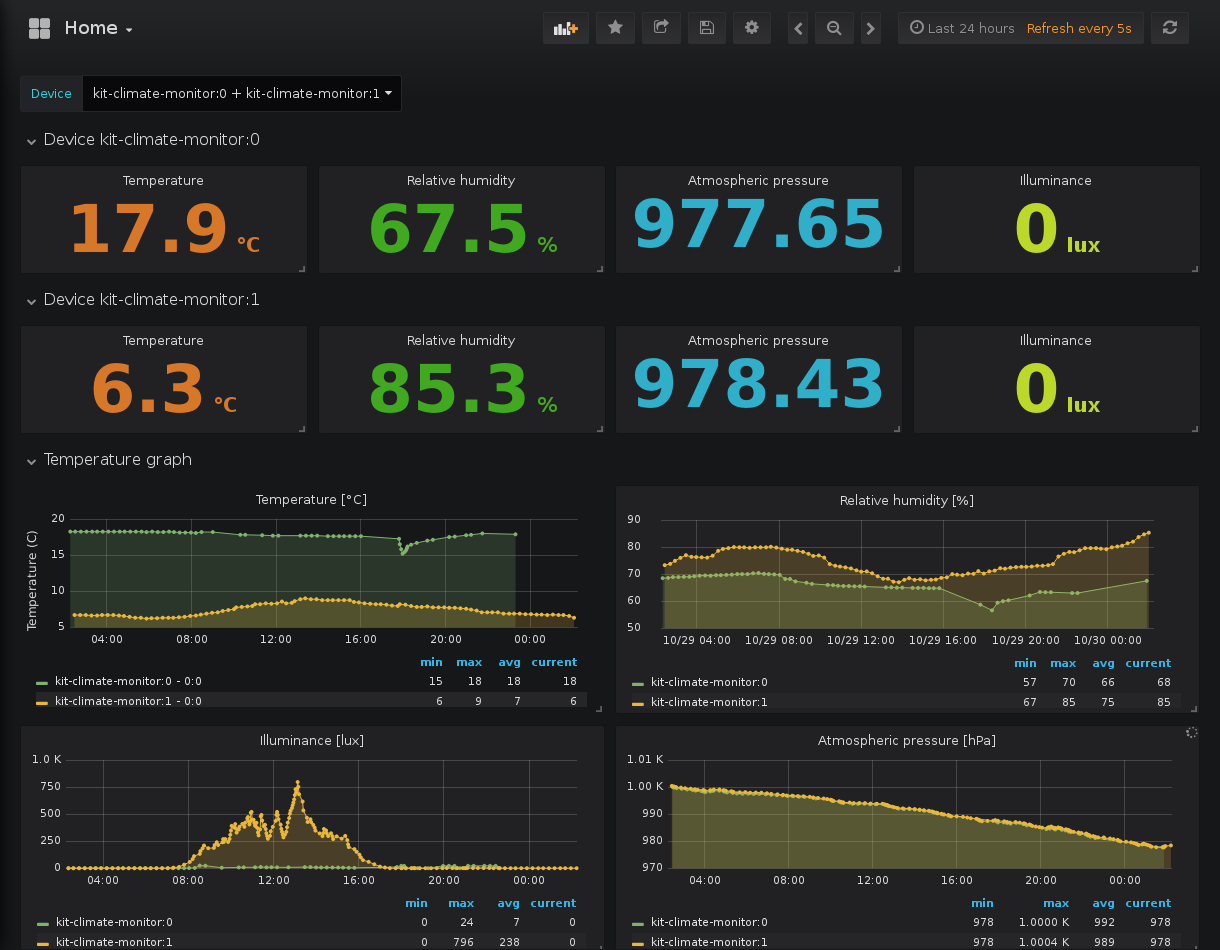 Home
Last 24 hours Refresh every 5s
Device kit-climate-monitor:0 + kit-climate-monitor:1
Device kit-climate-monitor:0
Temperature Relative humidity Atmospheric pressure Illuminance
17.9 °C 67.5 % 977.65 0 lux
Device kit-climate-monitor:1
Temperature Relative humidity Atmospheric pressure Illuminance
6.3 °C 85.3 % 978.43 0 lux
Temperature graph
Temperature [°C]
Temperature (C)
20
15
10
5
04:00 08:00 12:00 16:00 20:00 00:00
min max avg current
kit-climate-monitor:0 - 0:0 15 18 18 18
kit-climate-monitor:1 - 0:0 6 9 7 6
Relative humidity [%]
90
80
70
60
50
10/29 04:00 10/29 08:00 10/29 12:00 10/29 16:00 10/29 20:00 10/30 00:00
min max avg current
kit-climate-monitor:0 57 70 66 68
kit-climate-monitor:1 67 85 75 85
Illuminance [lux]
1.0 K
750
500
250
0
04:00 08:00 12:00 16:00 20:00 00:00
min max avg current
kit-climate-monitor:0 0 24 7 0
kit-climate-monitor:1 0 796 238 0
Atmospheric pressure [hPa]
1.01 K
1.00 K
990
980
970
04:00 08:00 12:00 16:00 20:00 00:00
min max avg current
kit-climate-monitor:0 978 1.0000 K 992 978
kit-climate-monitor:1 978 1.0004 K 989 978